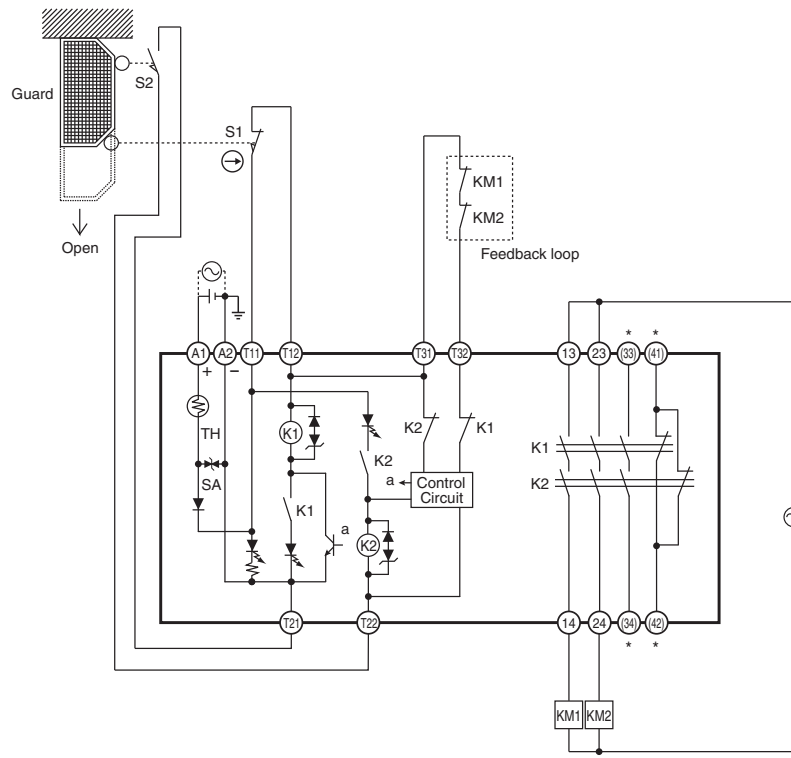 Guard
S2
S1
Open
KM1
KM2
Feedback loop
A1
A2
T11
T12
T31
T32
13
23
*
(33)
*
(41)
+
−
TH
SA
K1
K1
a
K2
K2
K2
K1
a
Control
Circuit
K1
K2
T21
T22
14
24
(34)
*
(42)
*
KM1
KM2